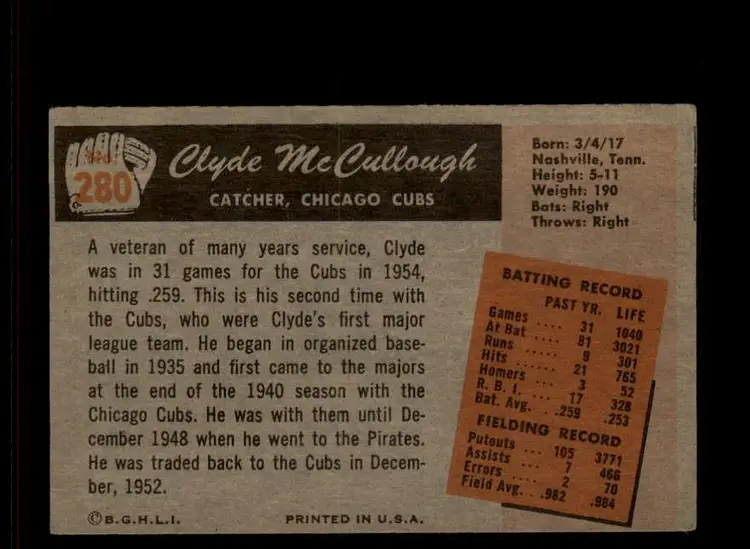 No.
280
Clyde McCullough
CATCHER, CHICAGO CUBS
A veteran of many years service, Clyde
was in 31 games for the Cubs in 1954,
hitting .259. This is his second time with
the Cubs, who were Clyde's first major
league team. He began in organized base-
ball in 1935 and first came to the majors
at the end of the 1940 season with the
Chicago Cubs. He was with them until De-
cember 1948 when he went to the Pirates.
He was traded back to the Cubs in Decem-
ber, 1952.
©B.G.H.L.I. PRINTED IN U.S.A.
Born: 3/4/17
Nashville, Tenn.
Height: 5-11
Weight: 190
Bats: Right
Throws: Right
BATTING RECORD
PAST YR. LIFE
Games .... 31 1040
At Bat .... 81 3021
Runs .... 9 301
Hits .... 21 765
Homers .... 3 52
R. B. I. .... 17 328
Bat. Avg. .. .259 .253
FIELDING RECORD
Putouts .... 105 3771
Assists .... 7 466
Errors .... 2 70
Field Avg. .. .982 .984